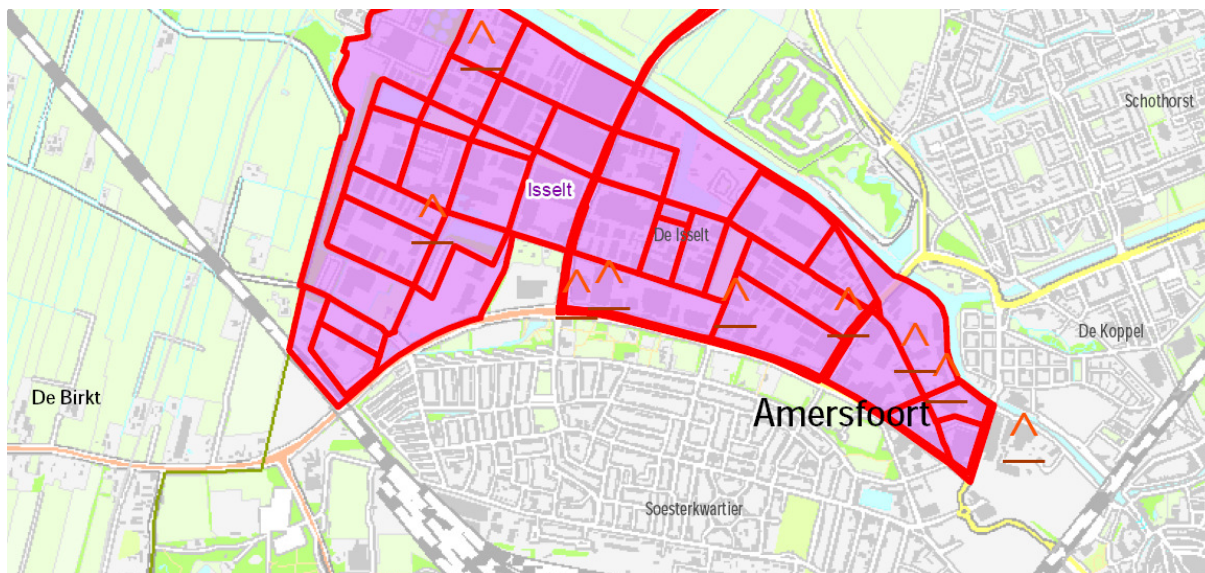 Schothorst
Isselt
De Isselt
De Koppel
De Birkt
Amersfoort
Soesterkwartier